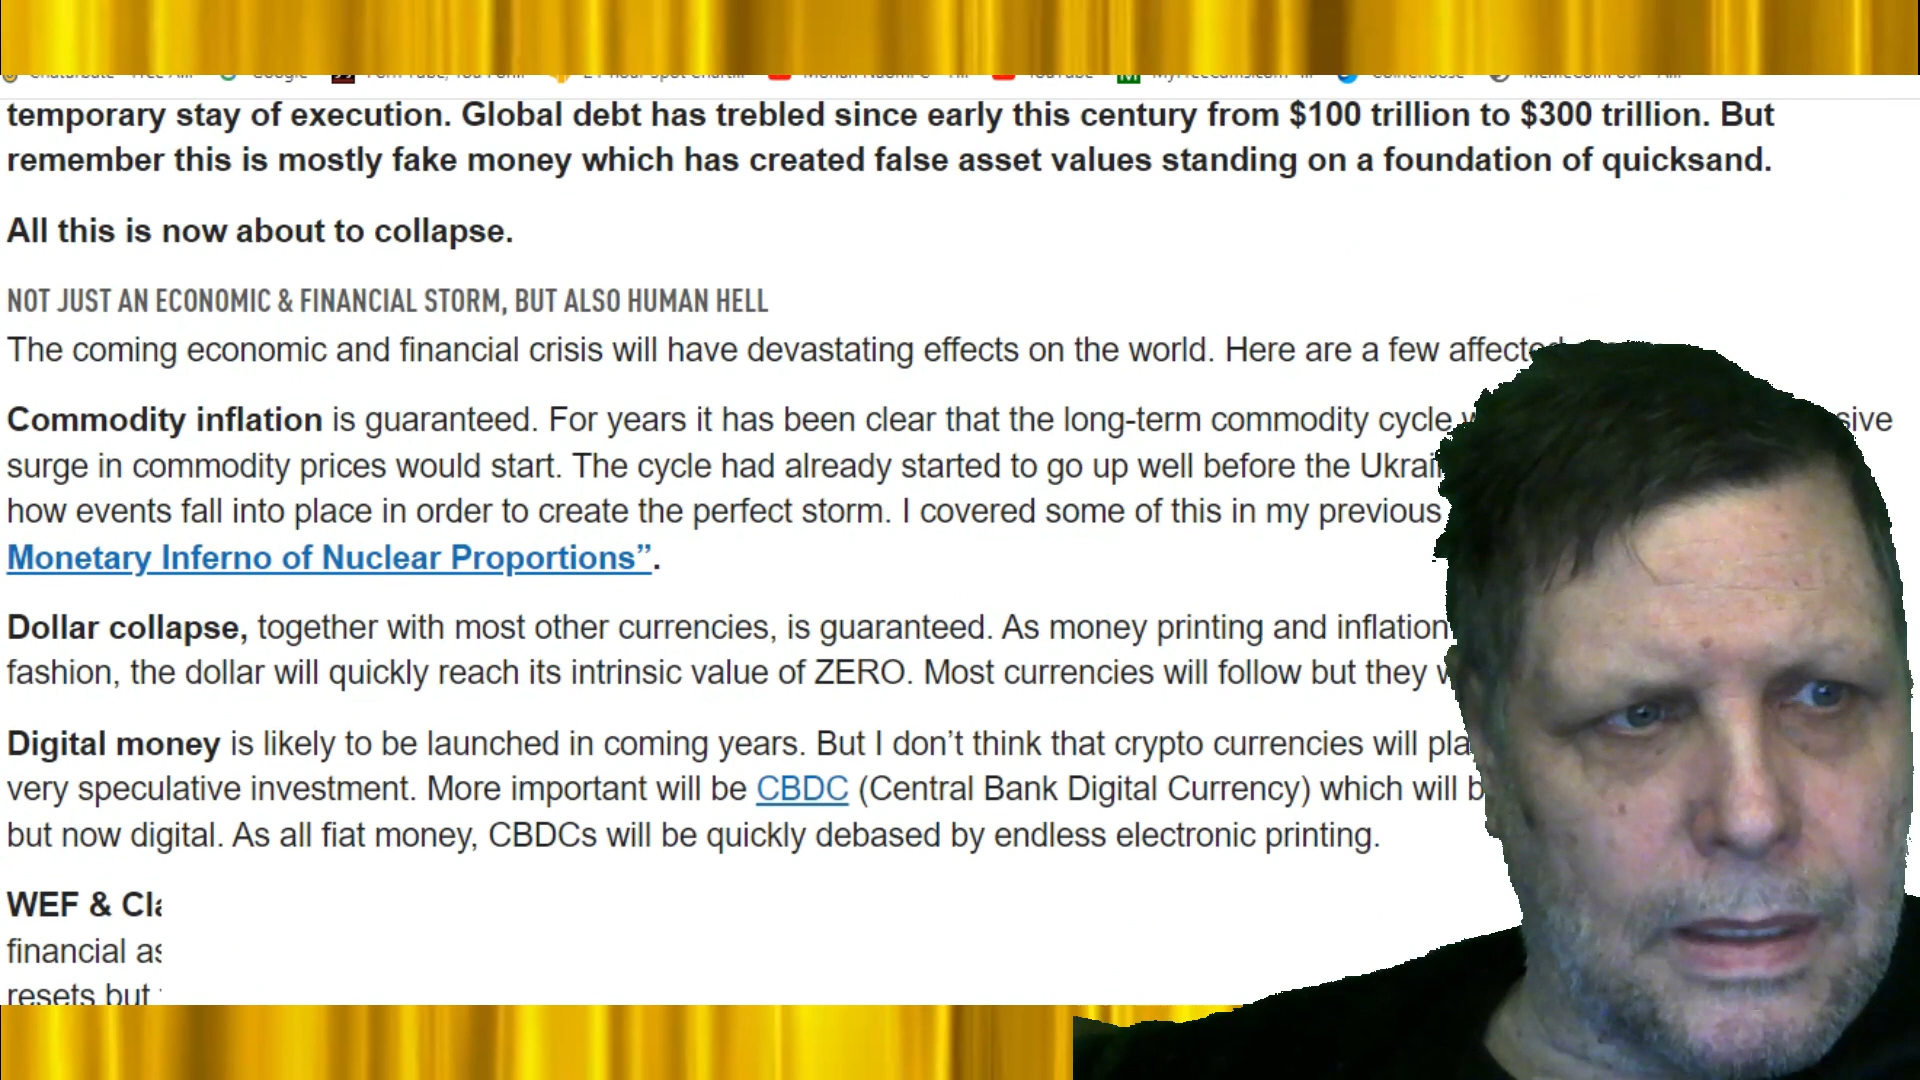 Google
YouTube
temporary stay of execution. Global debt has trebled since early this century from $100 trillion to $300 trillion. But
remember this is mostly fake money which has created false asset values standing on a foundation of quicksand.
All this is now about to collapse.
NOT JUST AN ECONOMIC & FINANCIAL STORM, BUT ALSO HUMAN HELL
The coming economic and financial crisis will have devastating effects on the world. Here are a few affected
Commodity inflation is guaranteed. For years it has been clear that the long-term commodity cycle
surge in commodity prices would start. The cycle had already started to go up well before the
how events fall into place in order to create the perfect storm. I covered some of this in my previous
Monetary Inferno of Nuclear Proportions”.
Dollar collapse, together with most other currencies, is guaranteed. As money printing and inflation
fashion, the dollar will quickly reach its intrinsic value of ZERO. Most currencies will follow but they
Digital money is likely to be launched in coming years. But I don’t think that crypto currencies will
very speculative investment. More important will be CBDC (Central Bank Digital Currency) which will
but now digital. As all fiat money, CBDCs will be quickly debased by endless electronic printing.
WEF &
financial
resets but